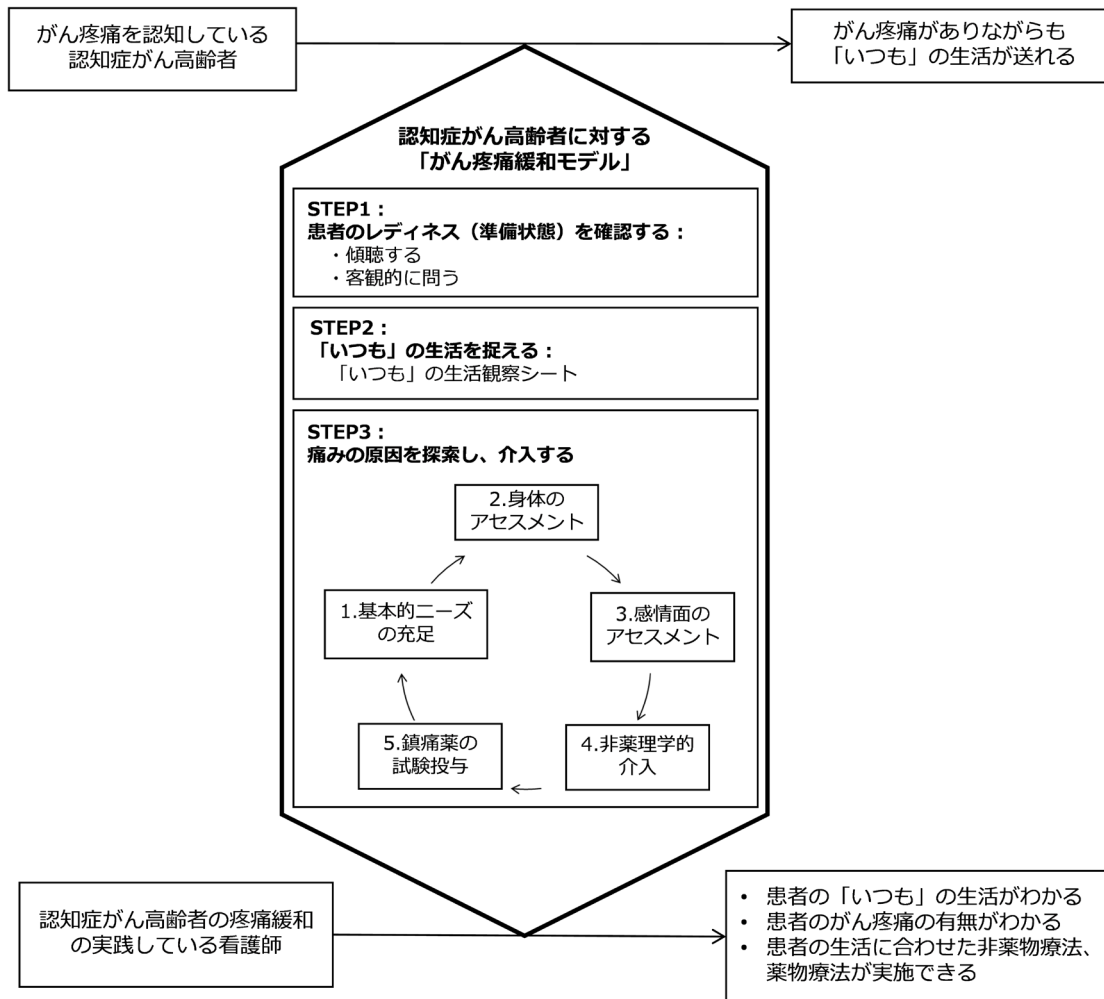 がん疼痛を認知している
認知症がん高齢者
がん疼痛がありながらも
「いつも」の生活が送れる
認知症がん高齢者に対する
「がん疼痛緩和モデル」
STEP1：
患者のレディネス（準備状態）を確認する：
・傾聴する
・客観的に問う
STEP2：
「いつも」の生活を捉える：
「いつも」の生活観察シート
STEP3：
痛みの原因を探索し、介入する
2.身体の
アセスメント
1.基本的ニーズ
の充足
3.感情面の
アセスメント
5.鎮痛薬の
試験投与
4.非薬理学的
介入
認知症がん高齢者の疼痛緩和
の実践している看護師
• 患者の「いつも」の生活がわかる
• 患者のがん疼痛の有無がわかる
• 患者の生活に合わせた非薬物療法、
薬物療法が実施できる